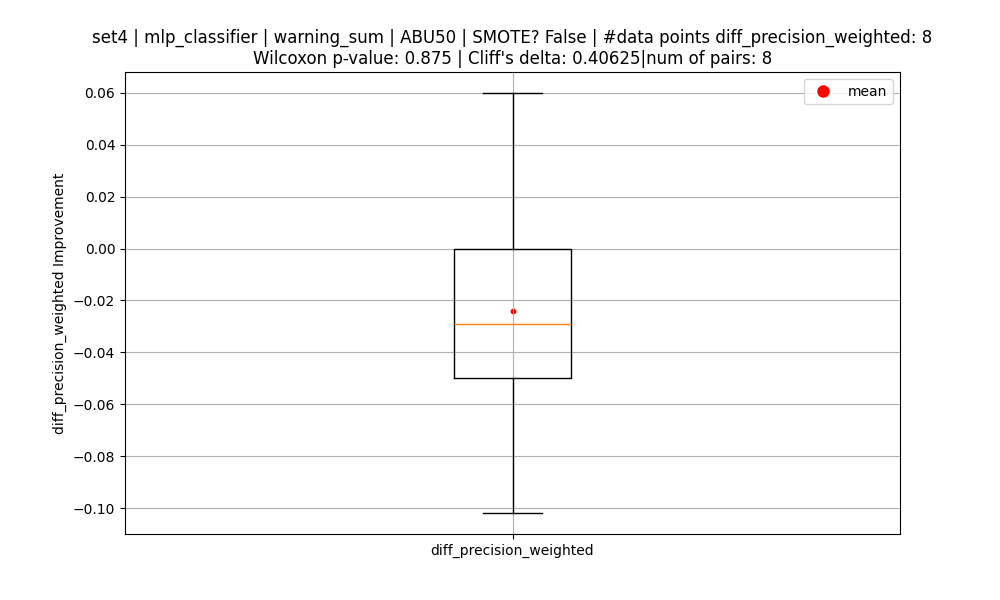 set4 | mlp_classifier | warning_sum | ABU50 | SMOTE? False | #data points diff_precision_weighted: 8
Wilcoxon p-value: 0.875 | Cliff's delta: 0.40625|num of pairs: 8
mean
0.06
0.04
0.02
0.00
−0.02
−0.04
−0.06
−0.08
−0.10
diff_precision_weighted Improvement
diff_precision_weighted